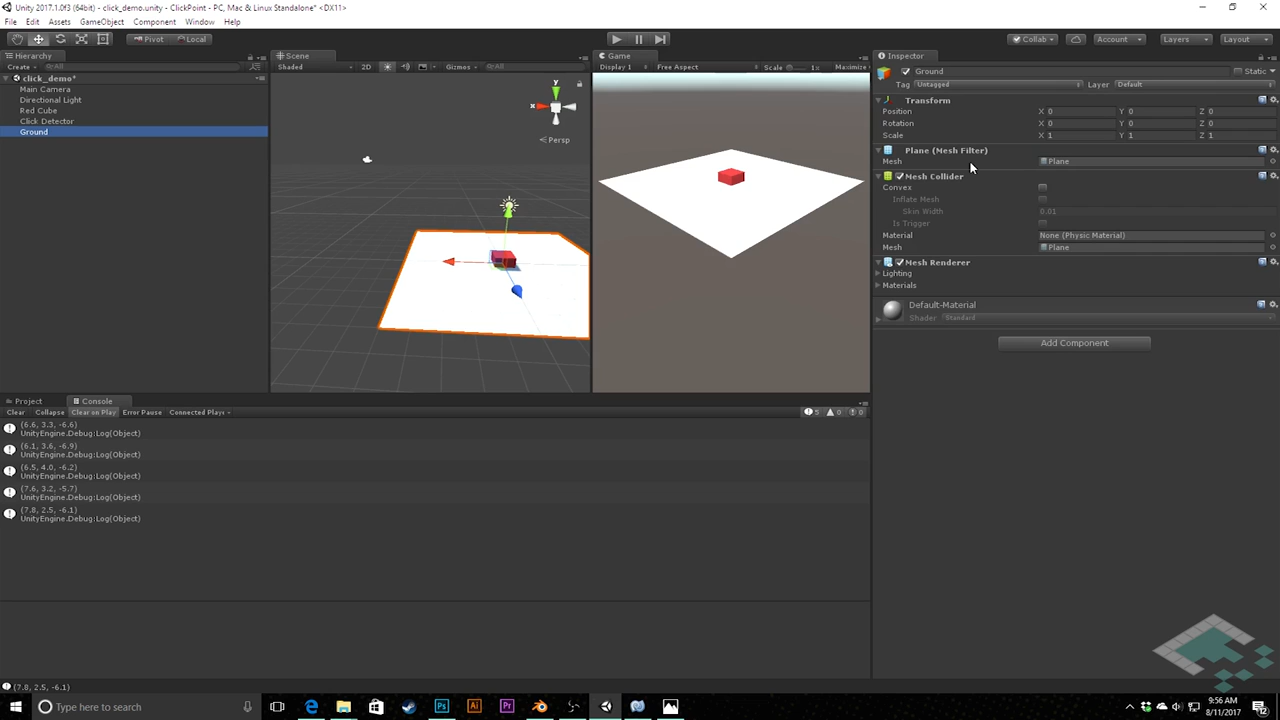 Unity 2017.1.0f3 (64bit) - click_demo.unity - ClickPoint - PC, Mac & Linux Standalone* <DX11>
File Edit Assets GameObject Component Window Help
Pivot Local Collab Account Layers Layout
Hierarchy
Create All
click_demo*
Main Camera
Directional Light
Red Cube
Click Detector
Ground
Scene
Shaded 2D Gizmos All
y
x
Persp
Game
Display 1 Free Aspect Scale 1x Maximize
Inspector
Ground Static
Tag Untagged Layer Default
Transform
Position X 0 Y 0 Z 0
Rotation X 0 Y 0 Z 0
Scale X 1 Y 1 Z 1
Plane (Mesh Filter)
Mesh Plane
Mesh Collider
Convex
Inflate Mesh
Skin Width 0.01
Is Trigger
Material None (Physic Material)
Mesh Plane
Mesh Renderer
Lighting
Materials
Default-Material
Shader Standard
Add Component
Project Console
Clear Collapse Clear on Play Error Pause Connected Playe 5 0 0
(6.6, 3.3, -6.6)
UnityEngine.Debug:Log(Object)
(6.1, 3.6, -6.9)
UnityEngine.Debug:Log(Object)
(6.5, 4.0, -6.2)
UnityEngine.Debug:Log(Object)
(7.6, 3.2, -5.7)
UnityEngine.Debug:Log(Object)
(7.8, 2.5, -6.1)
UnityEngine.Debug:Log(Object)
(7.8, 2.5, -6.1)
Type here to search
Ps Ai Pr
9:56 AM
8/11/2017